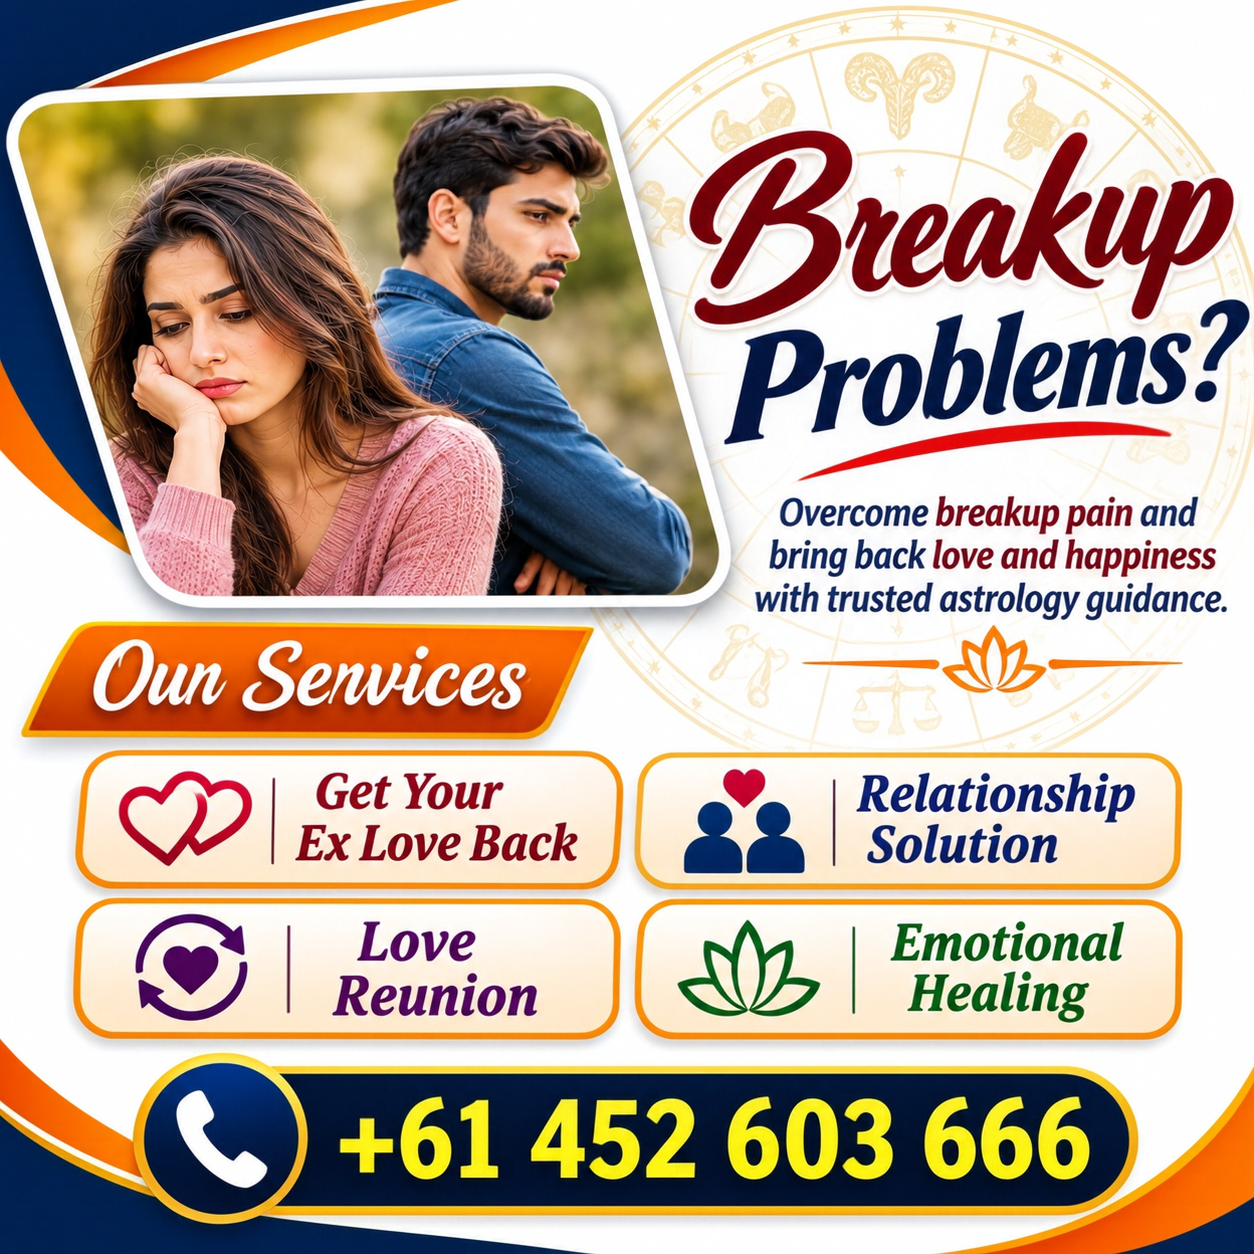 Breakup
Problems?
Overcome breakup pain and
bring back love and happiness
with trusted astrology guidance.
Our Services
Get Your
Ex Love Back
Relationship
Solution
Love
Reunion
Emotional
Healing
+61 452 603 666